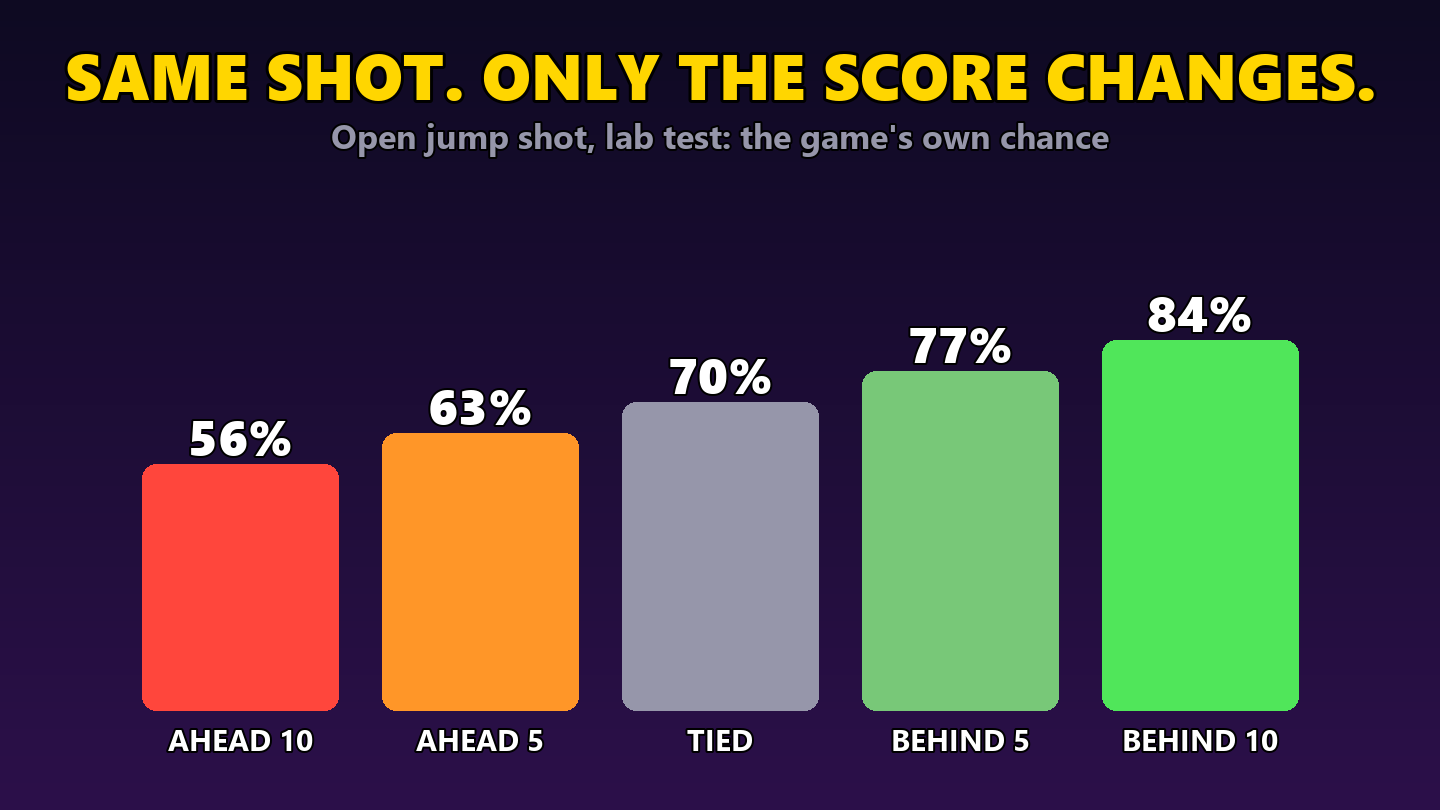 SAME SHOT. ONLY THE SCORE CHANGES.
Open jump shot, lab test: the game's own chance
56%
63%
70%
77%
84%
AHEAD 10
AHEAD 5
TIED
BEHIND 5
BEHIND 10